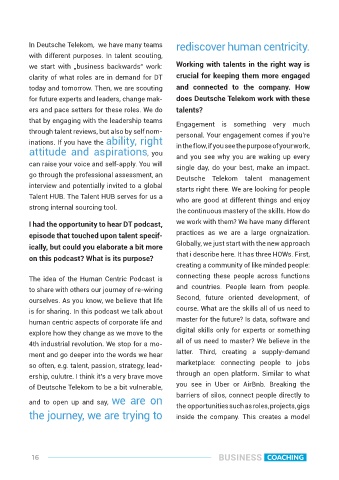 In Deutsche Telekom, we have many teams
with different purposes. In talent scouting,
we start with „business backwards" work:
clarity of what roles are in demand for DT
today and tomorrow. Then, we are scouting
for future experts and leaders, change mak-
ers and pace setters for these roles. We do
that by engaging with the leadership teams
through talent reviews, but also by self nom-
inations. If you have the ability, right
attitude and aspirations, you
can raise your voice and self-apply. You will
go through the professional assessment, an
interview and potentially invited to a global
Talent HUB. The Talent HUB serves for us a
strong internal sourcing tool.
I had the opportunity to hear DT podcast,
episode that touched upon talent specif-
ically, but could you elaborate a bit more
on this podcast? What is its purpose?
The idea of the Human Centric Podcast is
to share with others our journey of re-wiring
ourselves. As you know, we believe that life
is for sharing. In this podcast we talk about
human centric aspects of corporate life and
explore how they change as we move to the
4th industrial revolution. We stop for a mo-
ment and go deeper into the words we hear
so often, e.g. talent, passion, strategy, lead-
ership, culutre. I think it's a very brave move
of Deutsche Telekom to be a bit vulnerable,
and to open up and say, we are on
the journey, we are trying to
rediscover human centricity.
Working with talents in the right way is
crucial for keeping them more engaged
and connected to the company. How
does Deutsche Telekom work with these
talents?
Engagement is something very much
personal. Your engagement comes if you're
in the flow, if you see the purpose of your work,
and you see why you are waking up every
single day, do your best, make an impact.
Deutsche Telekom talent management
starts right there. We are looking for people
who are good at different things and enjoy
the continuous mastery of the skills. How do
we work with them? We have many different
practices as we are a large orgnaization.
Globally, we just start with the new approach
that i describe here. It has three HOWs. First,
creating a community of like minded people:
connecting these people across functions
and countries. People learn from people.
Second, future oriented development, of
course. What are the skills all of us need to
master for the future? Is data, software and
digital skills only for experts or something
all of us need to master? We believe in the
latter. Third, creating a supply-demand
marketplace: connecting people to jobs
through an open platform. Similar to what
you see in Uber or AirBnb. Breaking the
barriers of silos, connect people directly to
the opportunities such as roles, projects, gigs
inside the company. This creates a model
16
BUSINESS COACHING